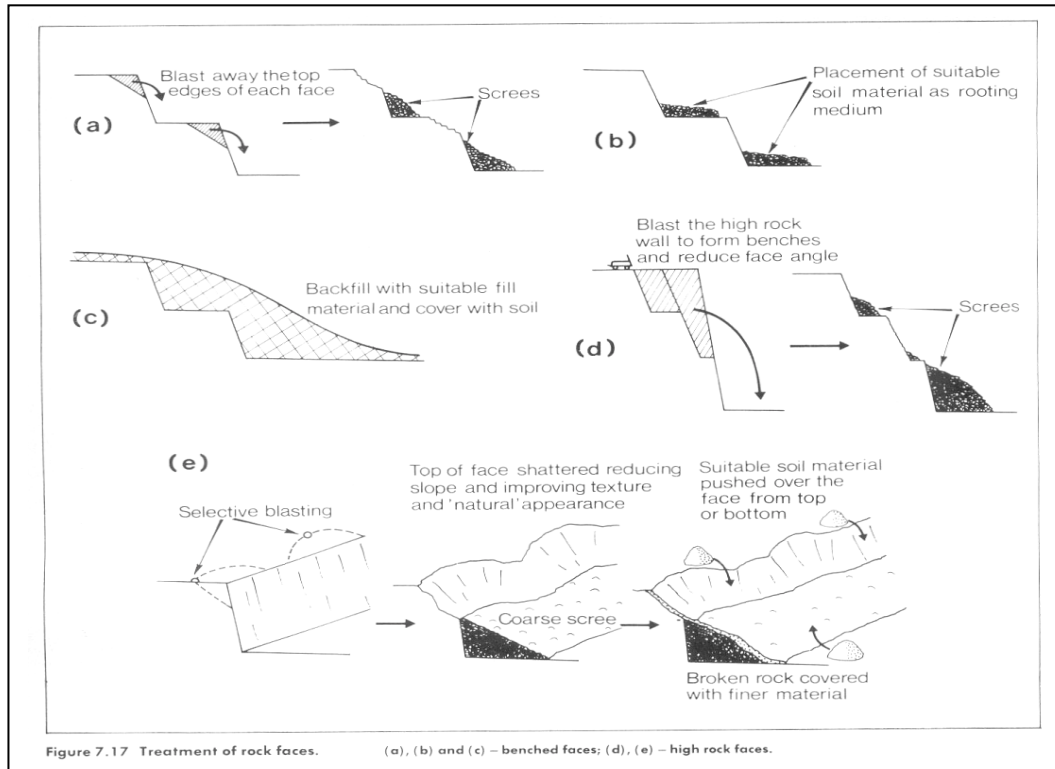 Blast away the top
edges of each face
Screes
(a)
Placement of suitable
soil material as rooting
medium
(b)
Backfill with suitable fill
material and cover with soil
(c)
Blast the high rock
wall to form benches
and reduce face angle
Screes
(d)
(e)
Selective blasting
Top of face shattered reducing
slope and improving texture
and 'natural' appearance
Coarse scree
Suitable soil material
pushed over the
face from top
or bottom
Broken rock covered
with finer material
Figure 7.17 Treatment of rock faces. (a), (b) and (c) – benched faces; (d), (e) – high rock faces.